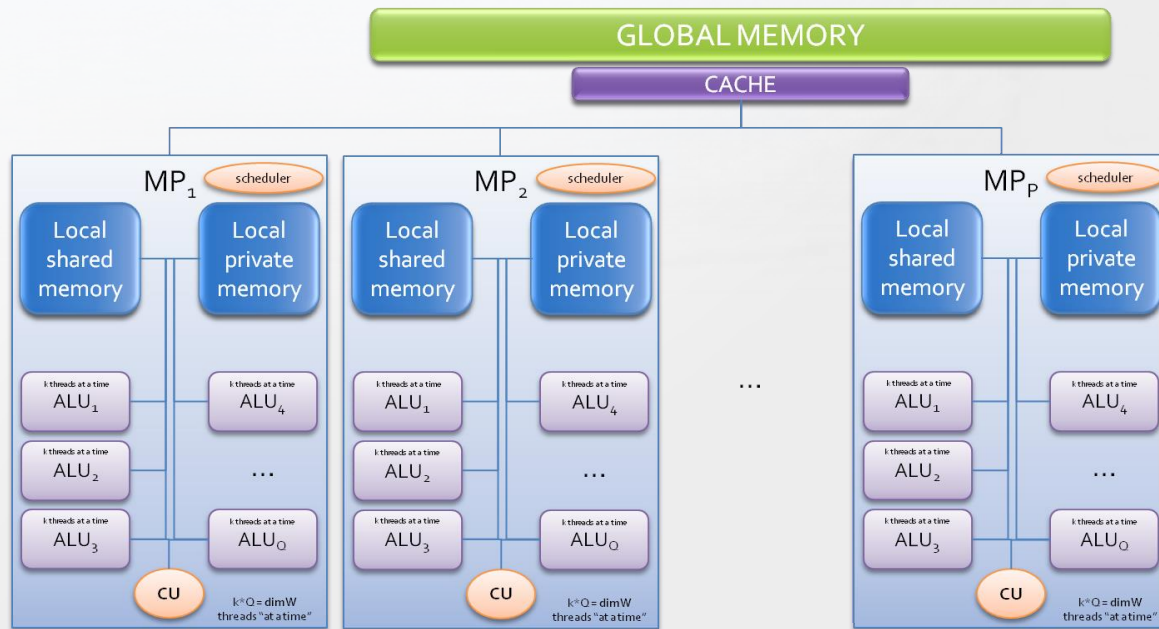 GLOBAL MEMORY
CACHE
MP₁
scheduler
Local
shared
memory
Local
private
memory
k threads at a time
ALU₁
k threads at a time
ALU₄
k threads at a time
ALU₂
...
k threads at a time
ALU₃
k threads at a time
ALU_Q
CU
k*Q = dimW
threads "at a time"
MP₂
scheduler
Local
shared
memory
Local
private
memory
k threads at a time
ALU₁
k threads at a time
ALU₄
k threads at a time
ALU₂
...
k threads at a time
ALU₃
k threads at a time
ALU_Q
CU
k*Q = dimW
threads "at a time"
...
MP_P
scheduler
Local
shared
memory
Local
private
memory
k threads at a time
ALU₁
k threads at a time
ALU₄
k threads at a time
ALU₂
...
k threads at a time
ALU₃
k threads at a time
ALU_Q
CU
k*Q = dimW
threads "at a time"